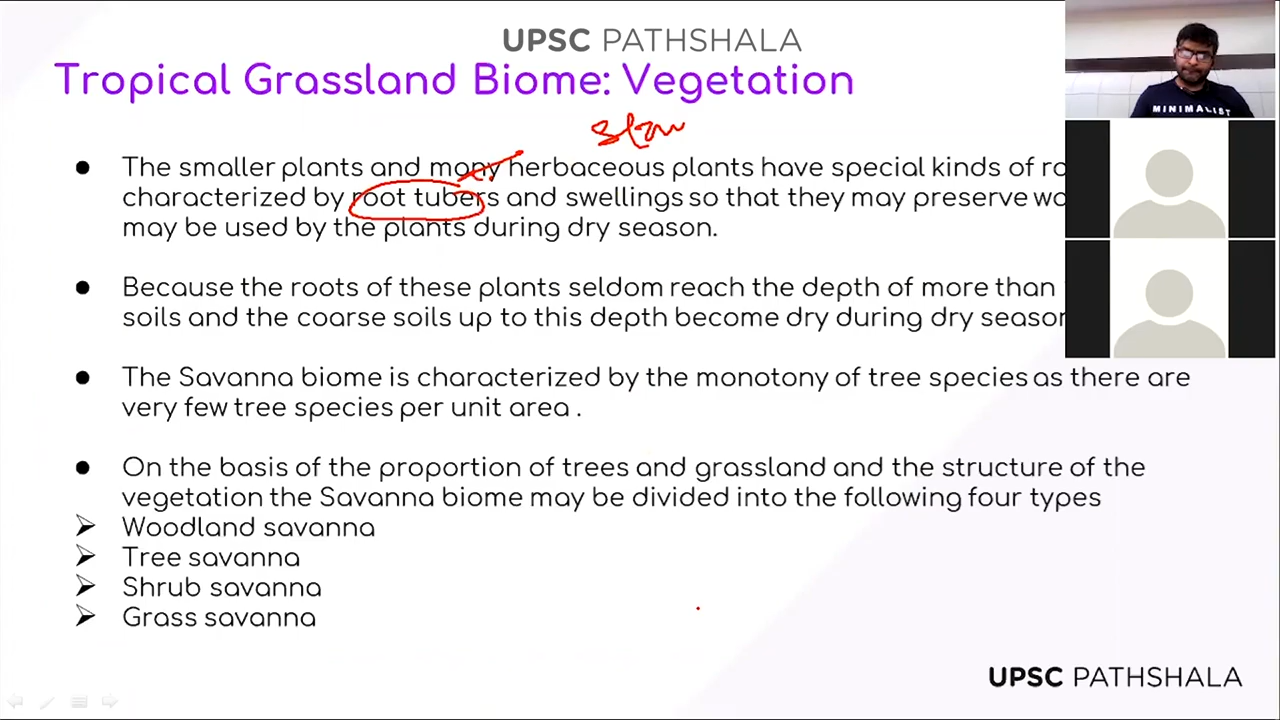 UPSC PATHSHALA
Tropical Grassland Biome: Vegetation
MINIMALIST
● The smaller plants and many herbaceous plants have special kinds of
characterized by root tubers and swellings so that they may preserve
may be used by the plants during dry season.
● Because the roots of these plants seldom reach the depth of more than
soils and the coarse soils up to this depth become dry during dry
● The Savanna biome is characterized by the monotony of tree species as there are
very few tree species per unit area .
● On the basis of the proportion of trees and grassland and the structure of the
vegetation the Savanna biome may be divided into the following four types
➢ Woodland savanna
➢ Tree savanna
➢ Shrub savanna
➢ Grass savanna
UPSC PATHSHALA